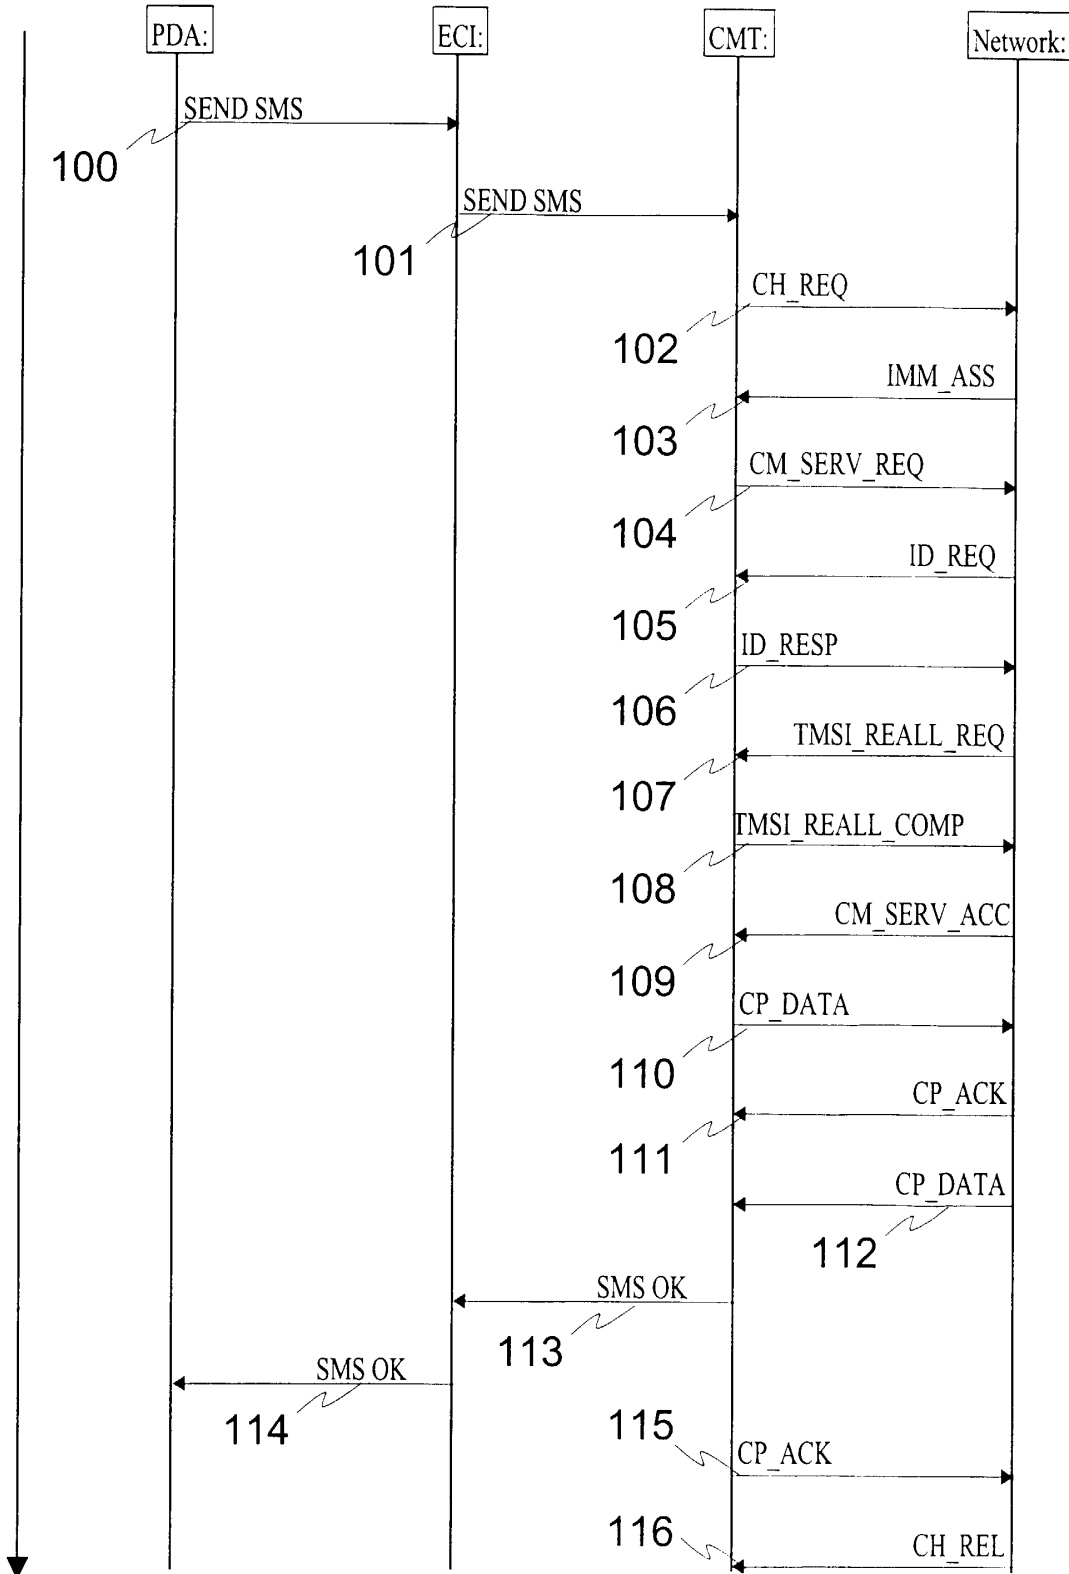 PDA: ECI: CMT: Network:
SEND SMS
100
SEND SMS
101
CH_REQ
102
IMM_ASS
103
CM_SERV_REQ
104
ID_REQ
105
ID_RESP
106
TMSI_REALL_REQ
107
TMSI_REALL_COMP
108
CM_SERV_ACC
109
CP_DATA
110
CP_ACK
111
CP_DATA
112
SMS OK
113
SMS OK
114
115
CP_ACK
116
CH_REL